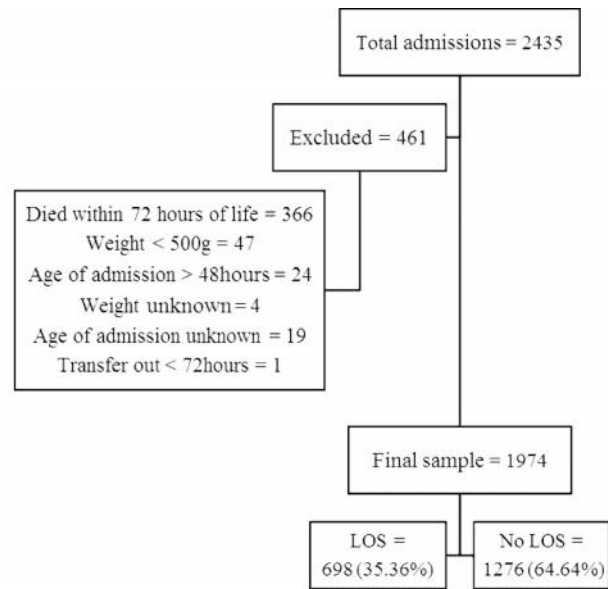 Total admissions = 2435
Excluded = 461
Died within 72 hours of life = 366
Weight < 500g = 47
Age of admission > 48hours = 24
Weight unknown = 4
Age of admission unknown = 19
Transfer out < 72hours = 1
Final sample = 1974
LOS =
698 (35.36%)
No LOS =
1276 (64.64%)